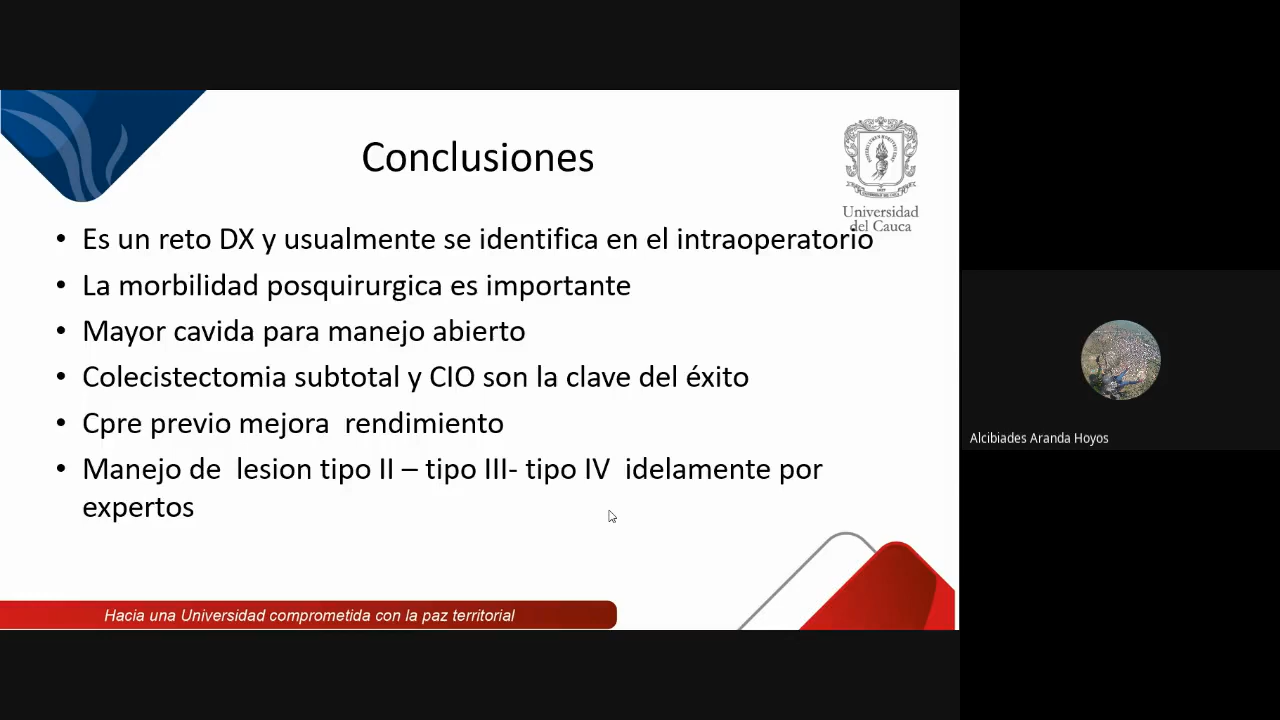 Conclusiones
Universidad
del Cauca
• Es un reto DX y usualmente se identifica en el intraoperatorio
• La morbilidad posquirurgica es importante
• Mayor cavida para manejo abierto
• Colecistectomia subtotal y CIO son la clave del éxito
• Cpre previo mejora rendimiento
• Manejo de lesion tipo II – tipo III- tipo IV idelamente por
expertos
Hacia una Universidad comprometida con la paz territorial
Alcibiades Aranda Hoyos